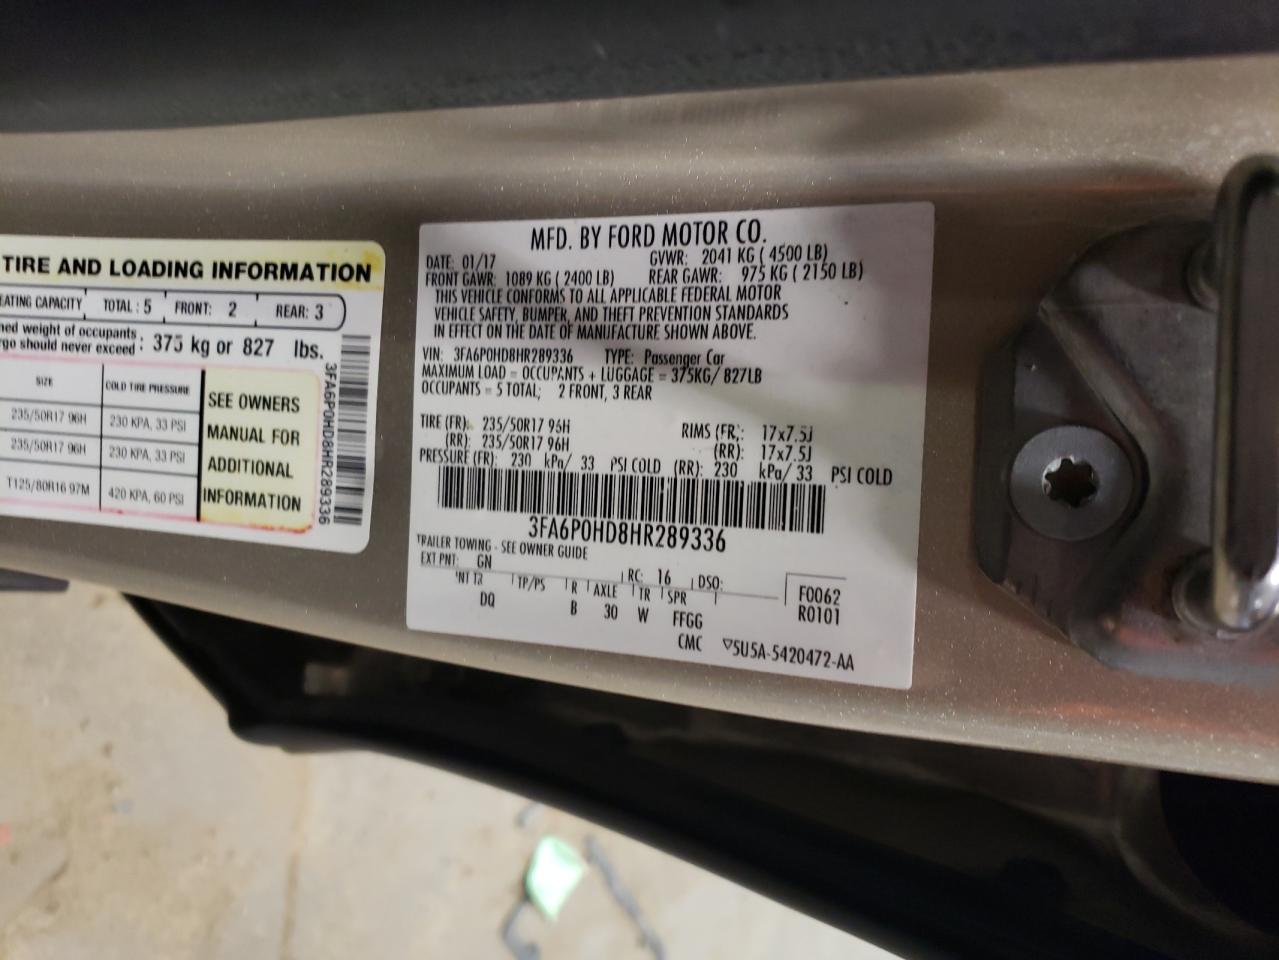 TIRE AND LOADING INFORMATION
EATING CAPACITY TOTAL: 5 FRONT: 2 REAR: 3
ned weight of occupants
rgo should never exceed: 375 kg or 827 lbs.
SIZE COLD TIRE PRESSURE
235/50R17 96H 230 KPA, 33 PSI
235/50R17 96H 230 KPA, 33 PSI
T125/80R16 97M 420 KPA, 60 PSI
SEE OWNERS
MANUAL FOR
ADDITIONAL
INFORMATION
3FA6P0HD8HR289336
MFD. BY FORD MOTOR CO.
DATE: 01/17 GVWR: 2041 KG ( 4500 LB)
FRONT GAWR: 1089 KG ( 2400 LB) REAR GAWR: 975 KG ( 2150 LB)
THIS VEHICLE CONFORMS TO ALL APPLICABLE FEDERAL MOTOR
VEHICLE SAFETY, BUMPER, AND THEFT PREVENTION STANDARDS
IN EFFECT ON THE DATE OF MANUFACTURE SHOWN ABOVE.
VIN: 3FA6P0HD8HR289336 TYPE: Passenger Car
MAXIMUM LOAD = OCCUPANTS + LUGGAGE = 375KG/ 827LB
OCCUPANTS = 5 TOTAL; 2 FRONT, 3 REAR
TIRE (FR): 235/50R17 96H RIMS (FR): 17x7.5J
(RR): 235/50R17 96H (RR): 17x7.5J
PRESSURE (FR): 230 kPa/ 33 PSI COLD (RR): 230 kPa/ 33 PSI COLD
3FA6P0HD8HR289336
TRAILER TOWING - SEE OWNER GUIDE
EXT PNT: GN RC: 16 DSO:
INT TR TP/PS R AXLE TR SPR F0062
DQ B 30 W FFGG R0101
CMC ▽SU5A-5420472-AA